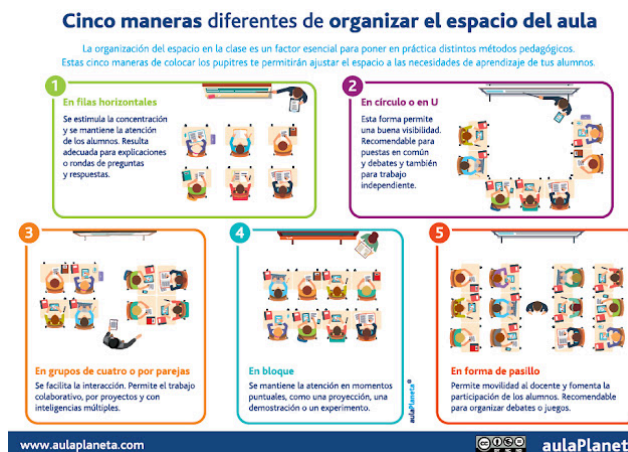 Cinco maneras diferentes de organizar el espacio del aula
La organización del espacio en la clase es un factor esencial para poner en práctica distintos métodos pedagógicos.
Estas cinco maneras de colocar los pupitres te permitirán ajustar el espacio a las necesidades de aprendizaje de tus alumnos.
1
En filas horizontales
Se estimula la concentración
y se mantiene la atención
de los alumnos. Resulta
adecuada para explicaciones
o rondas de preguntas
y respuestas.
2
En círculo o en U
Esta forma permite
una buena visibilidad.
Recomendable para
puestas en común
y debates y también
para trabajo
independiente.
3
En grupos de cuatro o por parejas
Se facilita la interacción. Permite el trabajo
colaborativo, por proyectos y con
inteligencias múltiples.
4
En bloque
Se mantiene la atención en momentos
puntuales, como una proyección, una
demostración o un experimento.
aulaPlaneta
5
En forma de pasillo
Permite movilidad al docente y fomenta la
participación de los alumnos. Recomendable
para organizar debates o juegos.
www.aulaplaneta.com
aulaPlanet